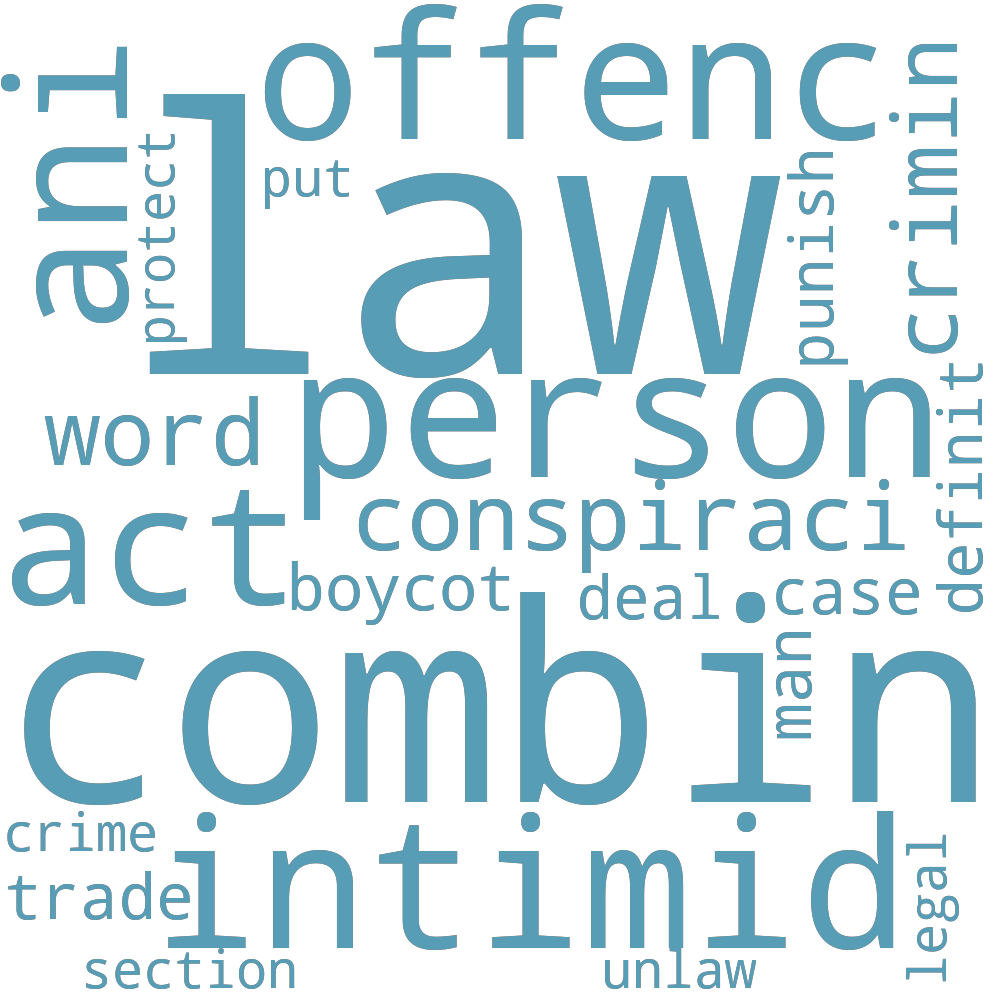 offenc
ani
crimin
protect
put
law
punish
person
definit
word
act
conspiraci
boycot
deal
case
combin
man
crime
intimid
trade
legal
section
unlaw